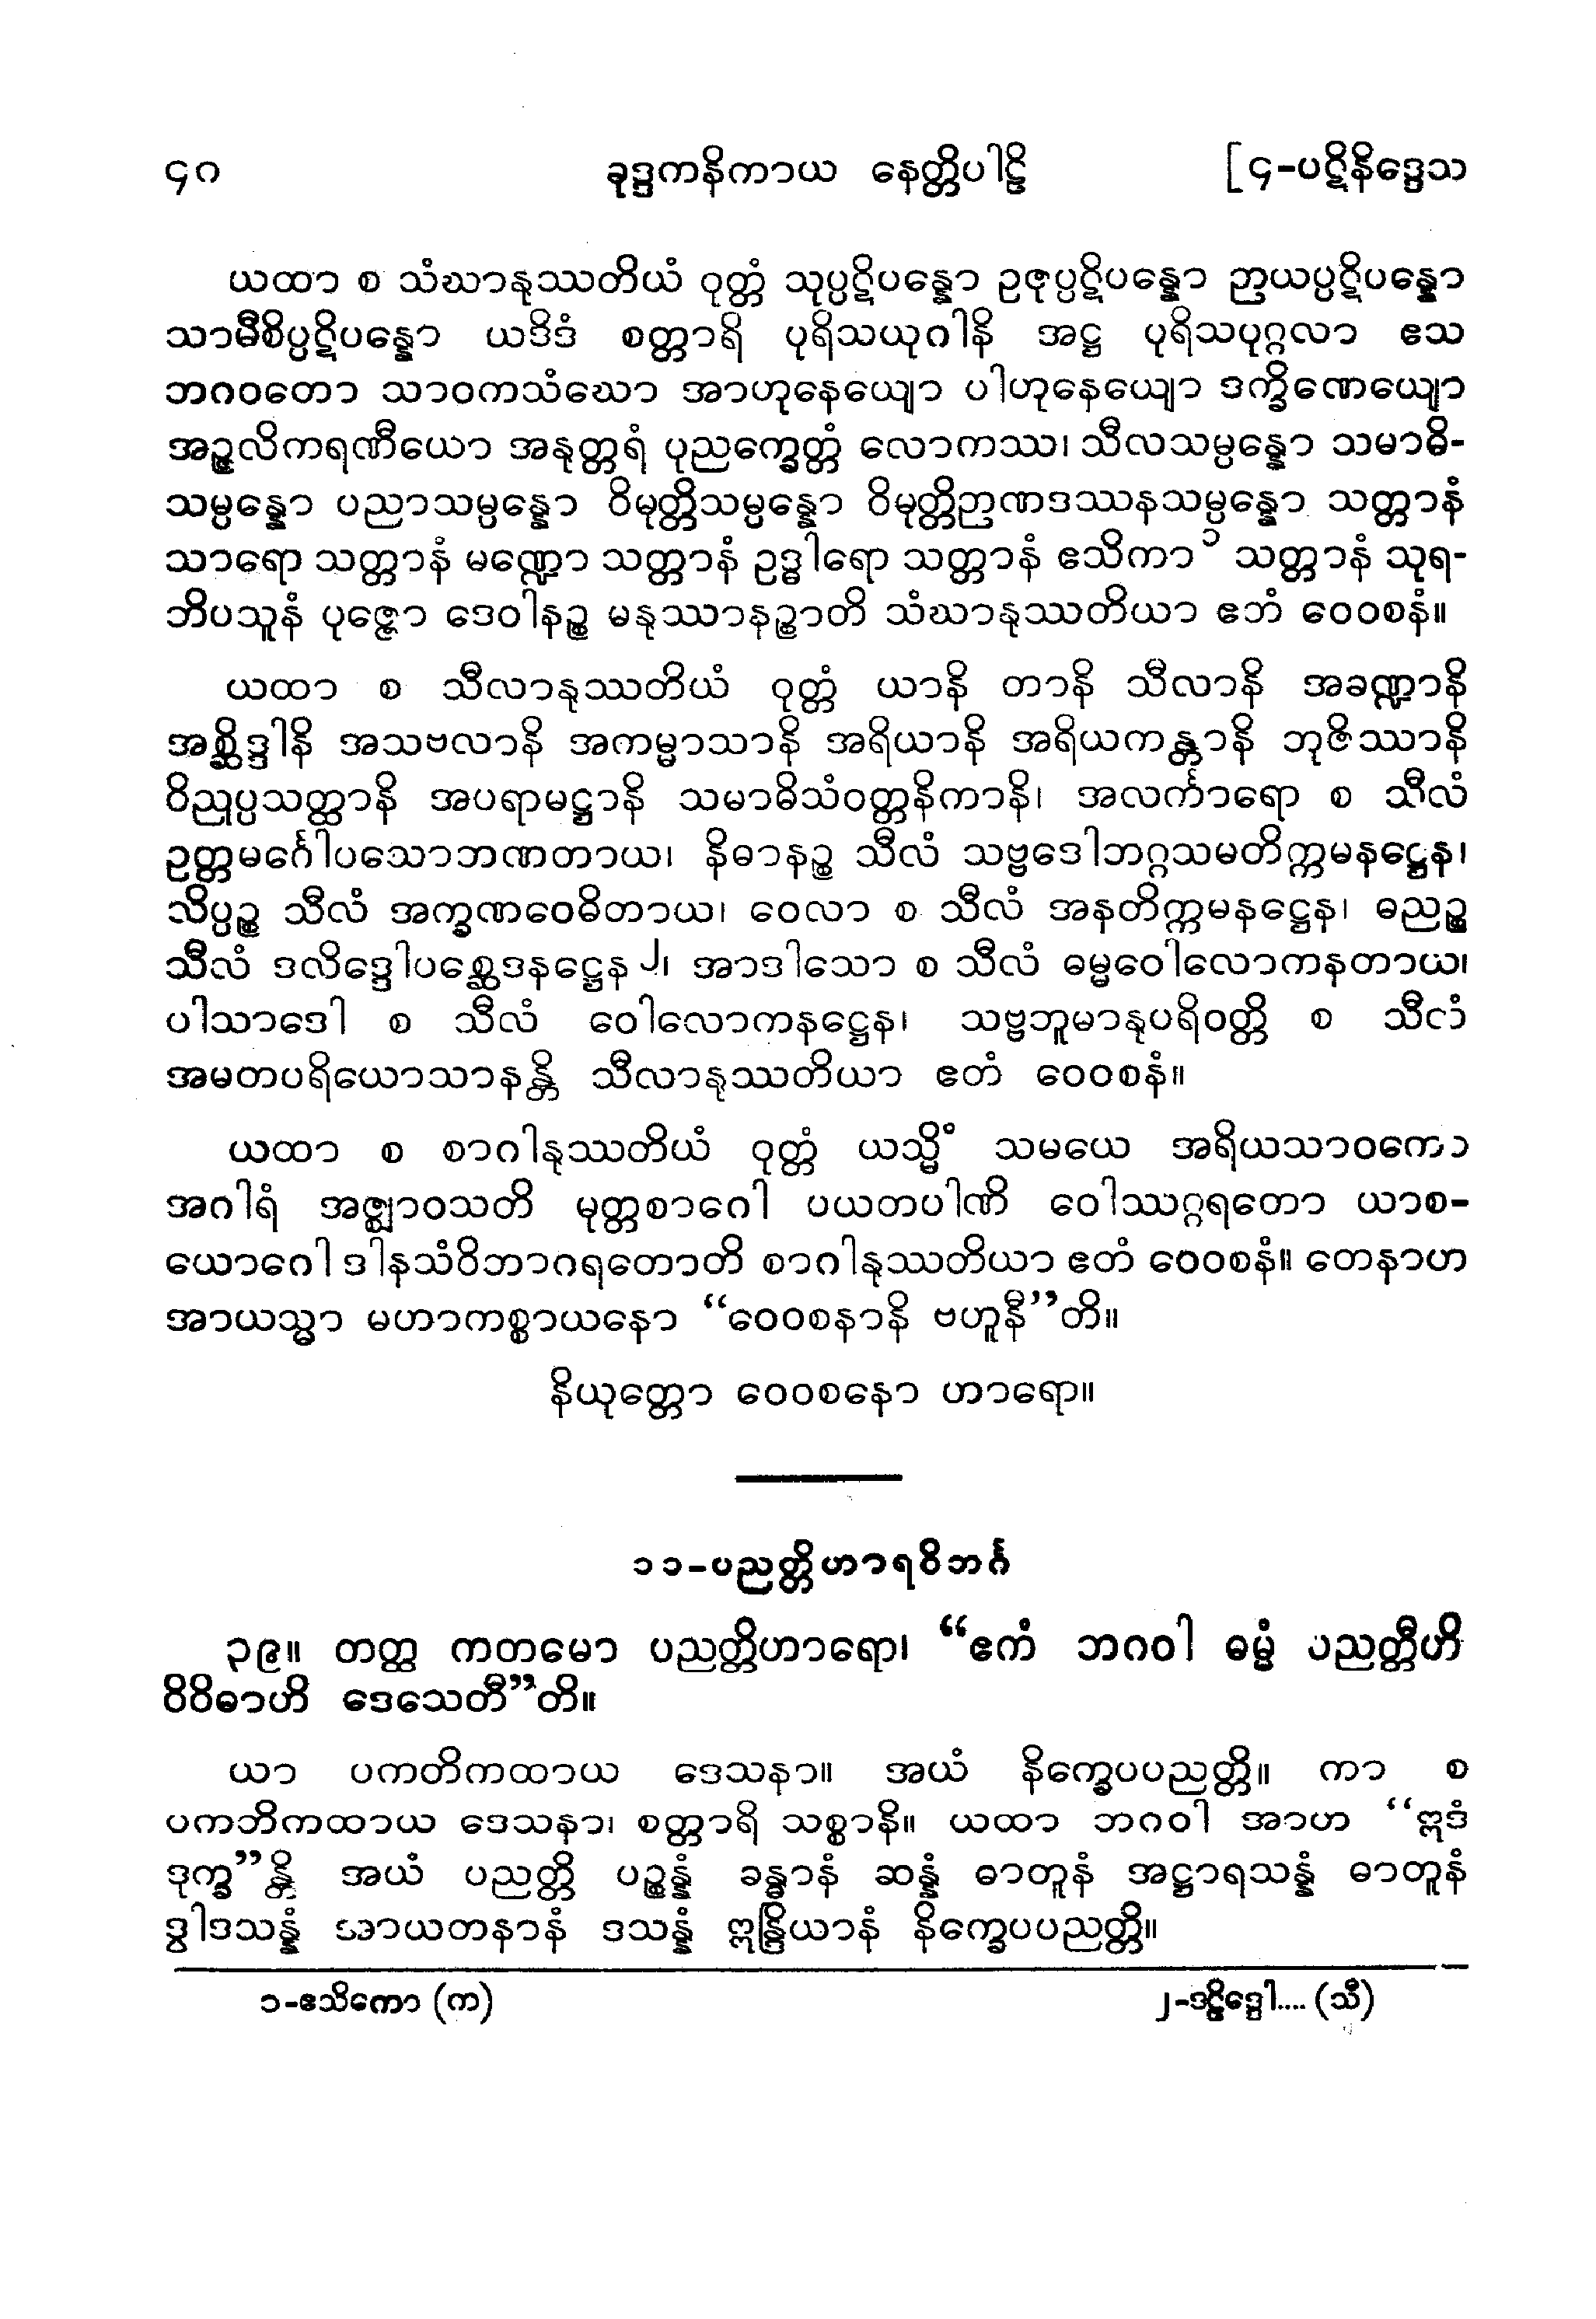 ၄၈ ခုဒ္ဒကနိကာယ နေတ္တိပါဠိ [၄-ပဋိနိဒ္ဒေသ
ယထာ စ သံဃာနုဿတိယံ ဝုတ္တံ သုပ္ပဋိပန္နော ဥဇုပ္ပဋိပန္နော ဉာယပ္ပဋိပန္နော
သာမီစိပ္ပဋိပန္နော ယဒိဒံ စတ္တာရိ ပုရိသယုဂါနိ အဋ္ဌ ပုရိသပုဂ္ဂလာ ဧသ
ဘဂဝတော သာဝကသံဃော အာဟုနေယျော ပါဟုနေယျော ဒက္ခိဏေယျော
အဉ္ဇလိကရဏီယော အနုတ္တရံ ပုညက္ခေတ္တံ လောကဿ၊ သီလသမ္ပန္နော သမာဓိ-
သမ္ပန္နော ပညာသမ္ပန္နော ဝိမုတ္တိသမ္ပန္နော ဝိမုတ္တိဉာဏဒဿနသမ္ပန္နော သတ္တာနံ
သာရော သတ္တာနံ မဏ္ဍော သတ္တာနံ ဥဒ္ဓါရော သတ္တာနံ ဧသိကာ ၁ သတ္တာနံ သုရ-
ဘိပသူနံ ပုဇ္ဇော ဒေဝါနဉ္စ မနုဿာနဉ္စာတိ သံဃာနုဿတိယာ ဧဘံ ဝေဝစနံ။
ယထာ စ သီလာနုဿတိယံ ဝုတ္တံ ယာနိ တာနိ သီလာနိ အခဏ္ဍာနိ
အစ္ဆိဒ္ဒါနိ အသဗလာနိ အကမ္မာသာနိ အရိယာနိ အရိယကန္တာနိ ဘုဇိဿာနိ
ဝိညုပ္ပသတ္ထာနိ အပရာမဋ္ဌာနိ သမာဓိသံဝတ္တနိကာနိ၊ အလင်္ကာရော စ သီလံ
ဥတ္တမင်္ဂေါပသောဘဏတာယ၊ နိဓာနဉ္စ သီလံ သဗ္ဗဒေါဘဂ္ဂသမတိက္ကမနဋ္ဌေန၊
သိပ္ပဉ္စ သီလံ အက္ခဏဝေဓိတာယ၊ ဝေလာ စ သီလံ အနတိက္ကမနဋ္ဌေန၊ ဓညဉ္စ
သီလံ ဒလိဒ္ဒေါပစ္ဆေဒနဋ္ဌေန ၂၊ အာဒါသော စ သီလံ ဓမ္မဝေါလောကနတာယ၊
ပါသာဒေါ စ သီလံ ဝေါလောကနဋ္ဌေန၊ သဗ္ဗဘူမာနုပရိဝတ္တိ စ သီလံ
အမတပရိယောသာနန္တိ သီလာနုဿတိယာ ဧတံ ဝေဝစနံ။
ယထာ စ စာဂါနုဿတိယံ ဝုတ္တံ ယသ္မိံ သမယေ အရိယသာဝကော
အဂါရံ အဇ္ဈာဝသတိ မုတ္တစာဂေါ ပယတပါဏိ ဝေါဿဂ္ဂရတော ယာစ-
ယောဂေါ ဒါနသံဝိဘာဂရတောတိ စာဂါနုဿတိယာ ဧတံ ဝေဝစနံ။ တေနာဟ
အာယသ္မာ မဟာကစ္စာယနော “ဝေဝစနာနိ ဗဟူနီ”တိ။
နိယုတ္တော ဝေဝစနော ဟာရော။
၁၁-ပညတ္တိဟာရဝိဘင်္ဂ
၃၉။ တတ္ထ ကတမော ပညတ္တိဟာရော၊ “ဧကံ ဘဂဝါ ဓမ္မံ ပညတ္တီဟိ
ဝိဝိဓာဟိ ဒေသေတီ”တိ။
ယာ ပကတိကထာယ ဒေသနာ။ အယံ နိက္ခေပပညတ္တိ။ ကာ စ
ပကဘိကထာယ ဒေသနာ၊ စတ္တာရိ သစ္စာနိ။ ယထာ ဘဂဝါ အာဟ “ဣဒံ
ဒုက္ခ”န္တိ အယံ ပညတ္တိ ပဉ္စန္နံ ခန္ဓာနံ ဆန္နံ ဓာတူနံ အဋ္ဌာရသန္နံ ဓာတူနံ
ဒွါဒသန္နံ အာယတနာနံ ဒသန္နံ ဣန္ဒြိယာနံ နိက္ခေပပညတ္တိ။
၁-ဧသိကော (က) ၂-ဒဠိဒ္ဒေါ.... (သီ)